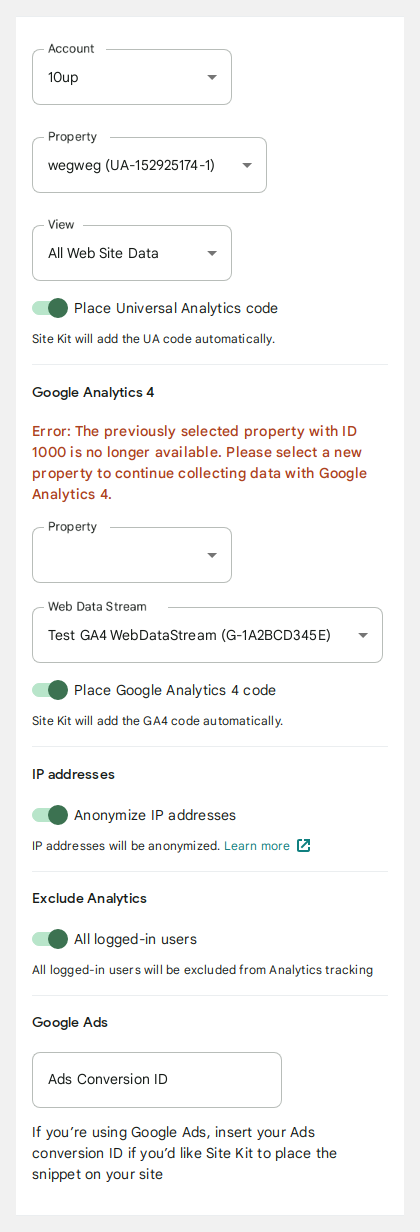 Account
10up
Property
wegweg (UA-152925174-1)
View
All Web Site Data
Place Universal Analytics code
Site Kit will add the UA code automatically.
Google Analytics 4
Error: The previously selected property with ID
1000 is no longer available. Please select a new
property to continue collecting data with Google
Analytics 4.
Property
Web Data Stream
Test GA4 WebDataStream (G-1A2BCD345E)
Place Google Analytics 4 code
Site Kit will add the GA4 code automatically.
IP addresses
Anonymize IP addresses
IP addresses will be anonymized. Learn more
Exclude Analytics
All logged-in users
All logged-in users will be excluded from Analytics tracking
Google Ads
Ads Conversion ID
If you’re using Google Ads, insert your Ads
conversion ID if you’d like Site Kit to place the
snippet on your site